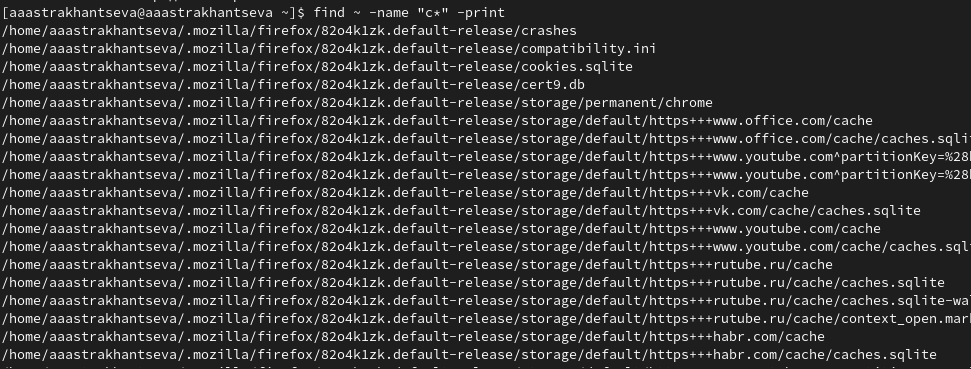 [aaastrakhantseva@aaastrakhantseva ~]$ find ~ -name "c*" -print
/home/aaastrakhantseva/.mozilla/firefox/82o4k1zk.default-release/crashes
/home/aaastrakhantseva/.mozilla/firefox/82o4k1zk.default-release/compatibility.ini
/home/aaastrakhantseva/.mozilla/firefox/82o4k1zk.default-release/cookies.sqlite
/home/aaastrakhantseva/.mozilla/firefox/82o4k1zk.default-release/cert9.db
/home/aaastrakhantseva/.mozilla/firefox/82o4k1zk.default-release/storage/permanent/chrome
/home/aaastrakhantseva/.mozilla/firefox/82o4k1zk.default-release/storage/default/https+++www.office.com/cache
/home/aaastrakhantseva/.mozilla/firefox/82o4k1zk.default-release/storage/default/https+++www.office.com/cache/caches.sqli
/home/aaastrakhantseva/.mozilla/firefox/82o4k1zk.default-release/storage/default/https+++www.youtube.com^partitionKey=%28
/home/aaastrakhantseva/.mozilla/firefox/82o4k1zk.default-release/storage/default/https+++www.youtube.com^partitionKey=%28
/home/aaastrakhantseva/.mozilla/firefox/82o4k1zk.default-release/storage/default/https+++vk.com/cache
/home/aaastrakhantseva/.mozilla/firefox/82o4k1zk.default-release/storage/default/https+++vk.com/cache/caches.sqlite
/home/aaastrakhantseva/.mozilla/firefox/82o4k1zk.default-release/storage/default/https+++www.youtube.com/cache
/home/aaastrakhantseva/.mozilla/firefox/82o4k1zk.default-release/storage/default/https+++www.youtube.com/cache/caches.sql
/home/aaastrakhantseva/.mozilla/firefox/82o4k1zk.default-release/storage/default/https+++rutube.ru/cache
/home/aaastrakhantseva/.mozilla/firefox/82o4k1zk.default-release/storage/default/https+++rutube.ru/cache/caches.sqlite
/home/aaastrakhantseva/.mozilla/firefox/82o4k1zk.default-release/storage/default/https+++rutube.ru/cache/caches.sqlite-wa
/home/aaastrakhantseva/.mozilla/firefox/82o4k1zk.default-release/storage/default/https+++rutube.ru/cache/context_open.mar
/home/aaastrakhantseva/.mozilla/firefox/82o4k1zk.default-release/storage/default/https+++habr.com/cache
/home/aaastrakhantseva/.mozilla/firefox/82o4k1zk.default-release/storage/default/https+++habr.com/cache/caches.sqlite